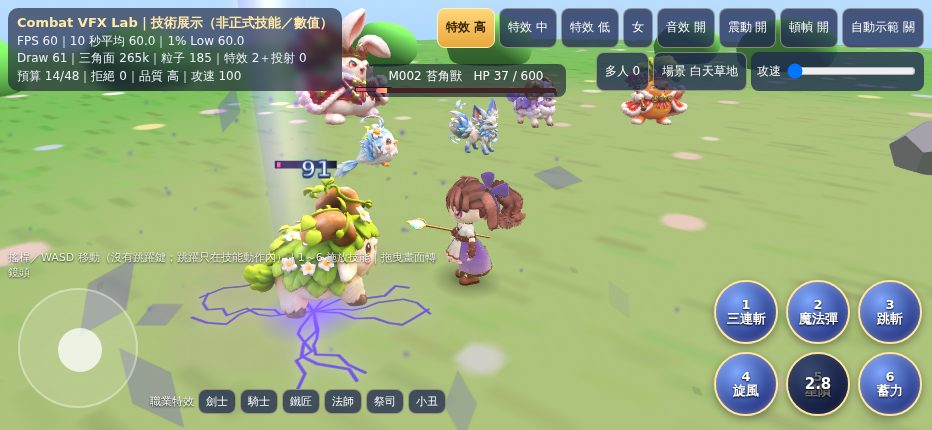 Combat VFX Lab｜技術展示（非正式技能／數值）
FPS 60｜10 秒平均 60.0｜1% Low 60.0
Draw 61｜三角面 265k｜粒子 185｜特效 2＋投射 0
預算 14/48｜拒絕 0｜品質 高｜攻速 100
特效 高
特效 中
特效 低
女
音效 開
震動 開
頓幀 開
自動示範 關
M002 苔角獸 HP 37 / 600
多人 0
場景 白天草地
攻速
91
搖桿／WASD 移動（沒有跳躍鍵；跳躍只在技能動作內）｜1～6 施放技能｜拖曳畫面轉
鏡頭
1
三連斬
2
魔法彈
3
跳斬
4
旋風
2.8
6
蓄力
職業特效
劍士
騎士
鐵匠
法師
祭司
小丑